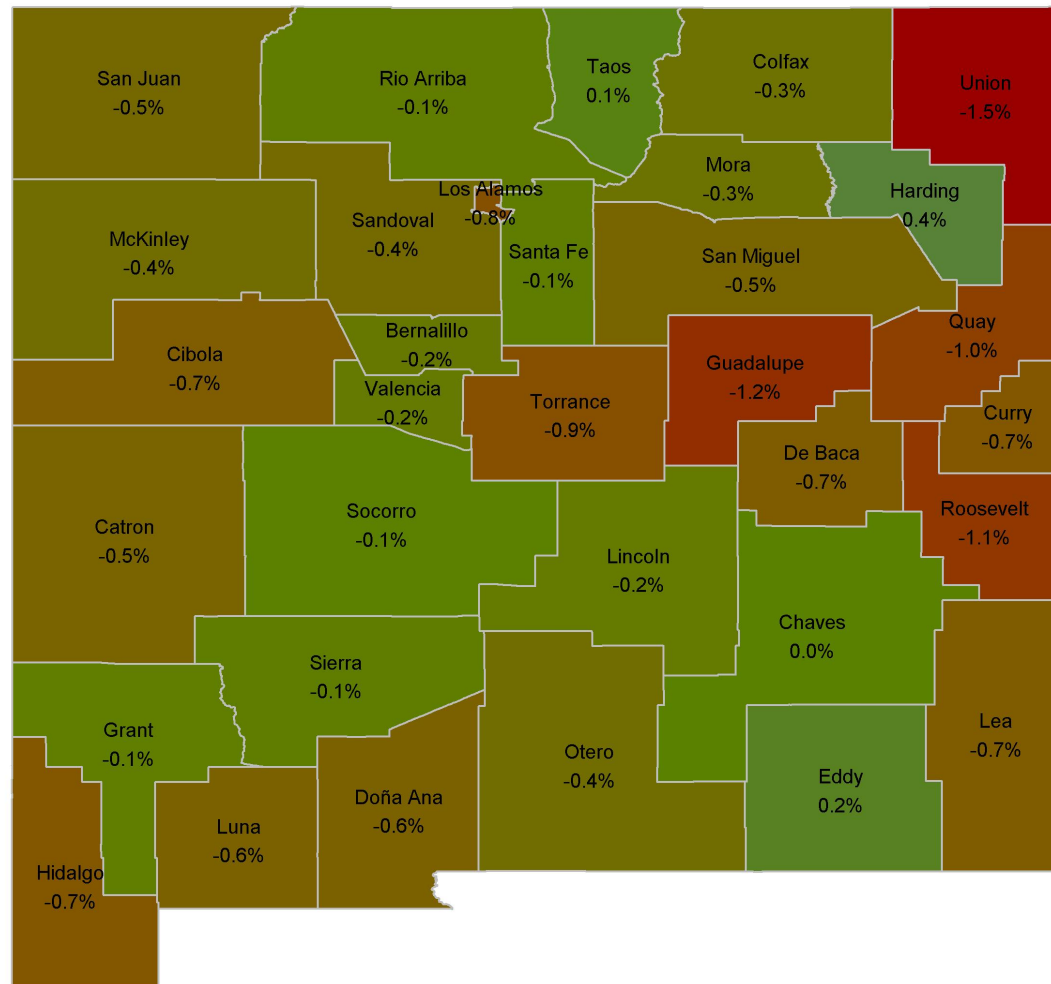 San Juan
-0.5%
Rio Arriba
-0.1%
Taos
0.1%
Colfax
-0.3%
Union
-1.5%
Mora
-0.3%
Harding
0.4%
Los Alamos
-0.8%
Sandoval
-0.4%
McKinley
-0.4%
Santa Fe
-0.1%
San Miguel
-0.5%
Quay
-1.0%
Bernalillo
-0.2%
Cibola
-0.7%
Guadalupe
-1.2%
Valencia
-0.2%
Torrance
-0.9%
Curry
-0.7%
De Baca
-0.7%
Socorro
-0.1%
Roosevelt
-1.1%
Catron
-0.5%
Lincoln
-0.2%
Chaves
0.0%
Sierra
-0.1%
Grant
-0.1%
Lea
-0.7%
Otero
-0.4%
Eddy
0.2%
Doña Ana
-0.6%
Luna
-0.6%
Hidalgo
-0.7%